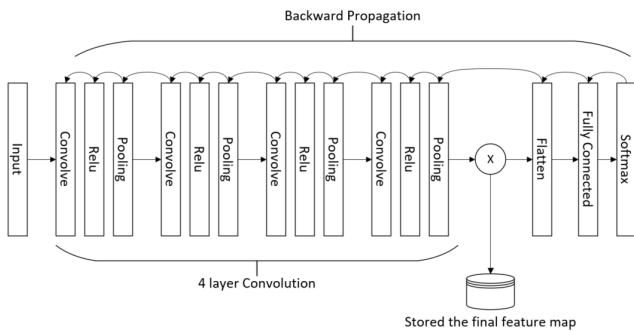 Backward Propagation
Input
Convolve
Relu
Pooling
Convolve
Relu
Pooling
Convolve
Relu
Pooling
Convolve
Relu
Pooling
X
Flatten
Fully Connected
Softmax
4 layer Convolution
Stored the final feature map